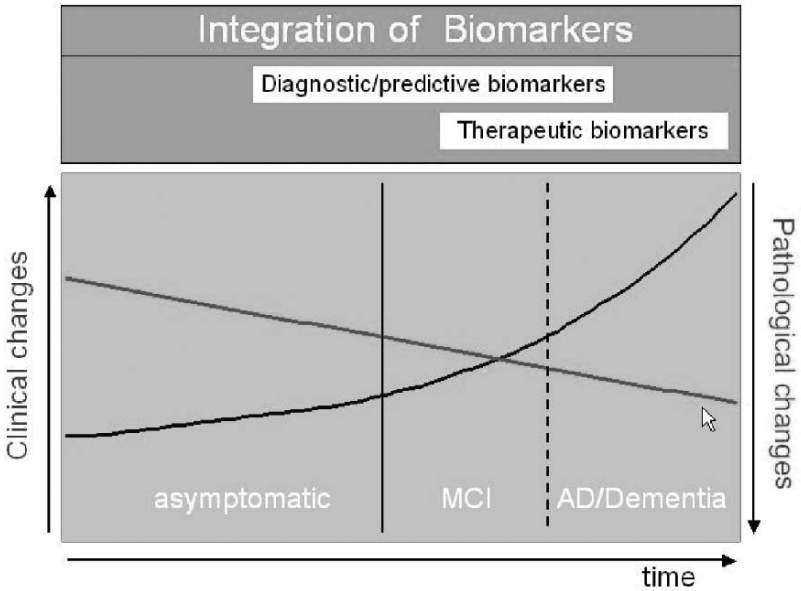 Integration of Biomarkers
Diagnostic/predictive biomarkers
Therapeutic biomarkers
Clinical changes
Pathological changes
asymptomatic
MCI
AD/Dementia
time